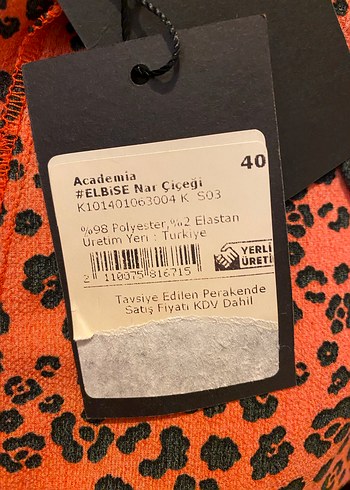 40
Academia
#ELBiSE Nar Çiçeği
K101401063004 K S03
%98 Polyester,%2 Elastan
Üretim Yeri : Türkiye
YERLİ
ÜRETİ
2 110075 816715
Tavsiye Edilen Perakende
Satış Fiyatı KDV Dahil